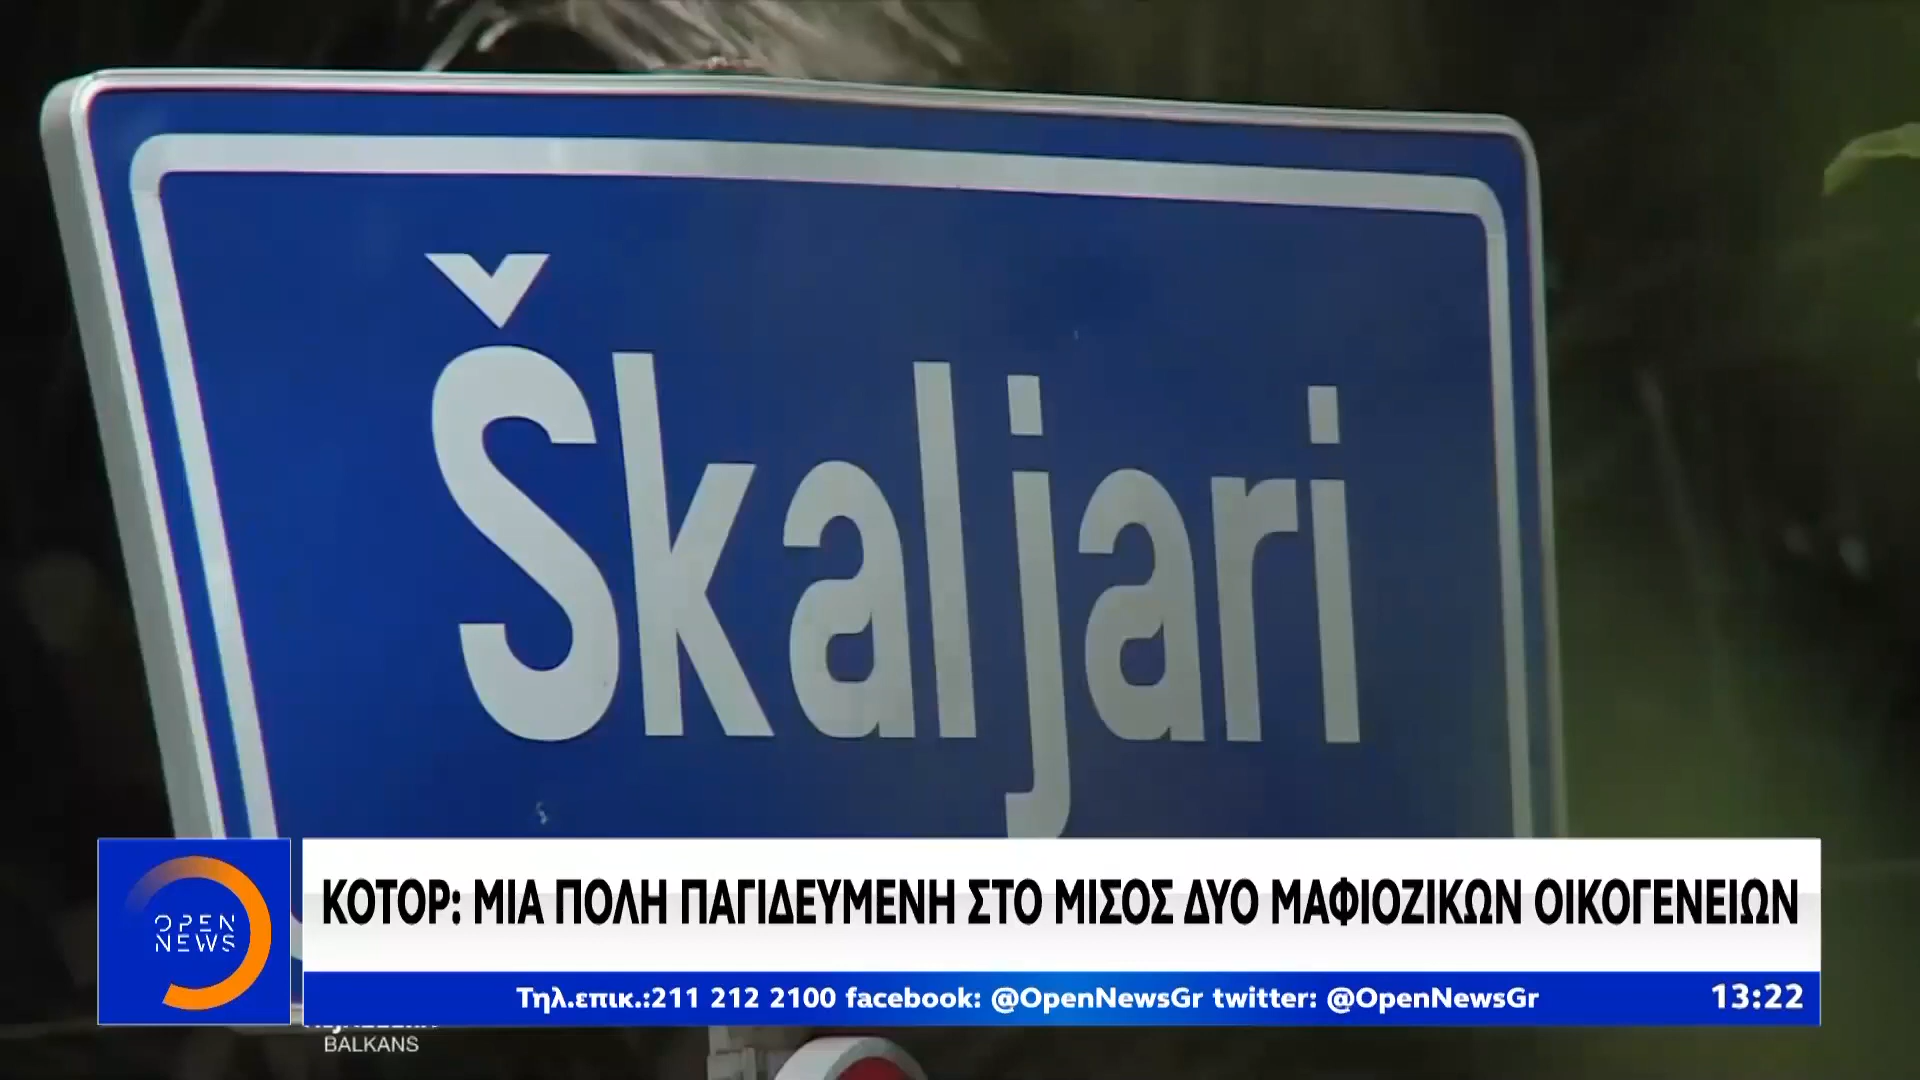 Škaljari
ΚΟΤΟΡ: ΜΙΑ ΠΟΛΗ ΠΑΓΙΔΕΥΜΕΝΗ ΣΤΟ ΜΙΣΟΣ ΔΥΟ ΜΑΦΙΟΖΙΚΩΝ ΟΙΚΟΓΕΝΕΙΩΝ
OPEN
NEWS
Τηλ.επικ.:211 212 2100 facebook: @OpenNewsGr twitter: @OpenNewsGr 13:22
BALKANS